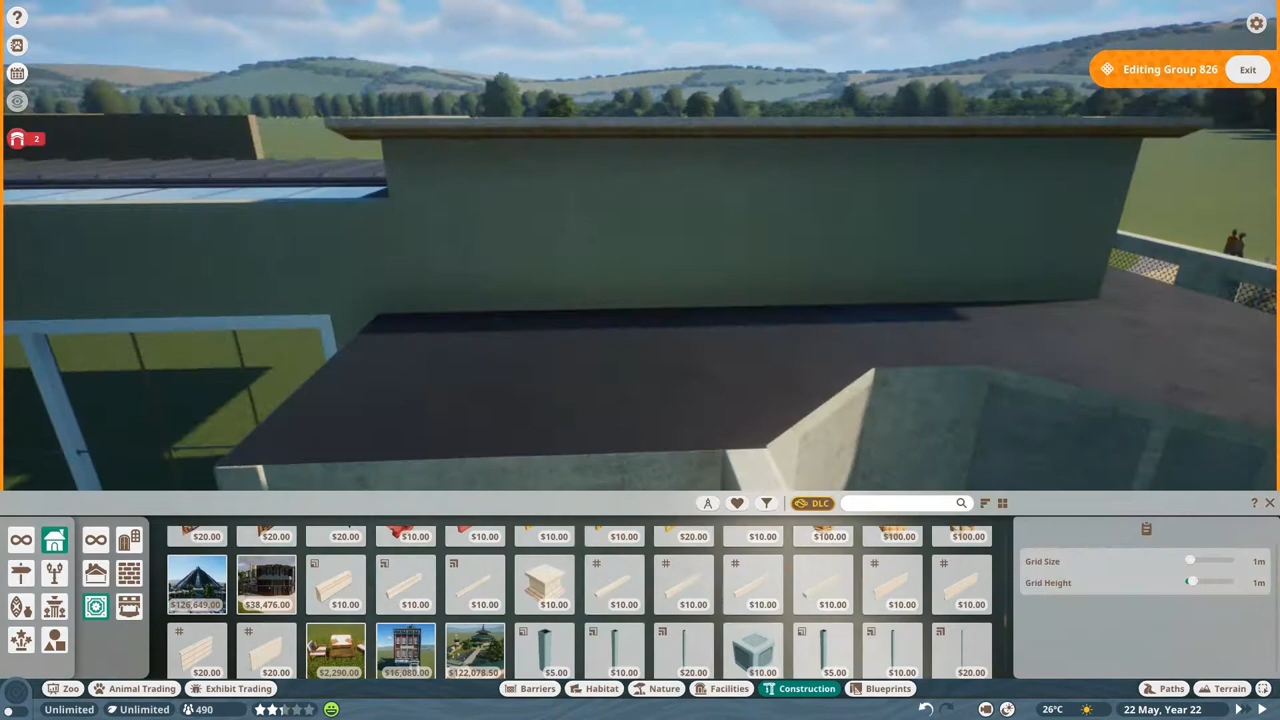 ?
Editing Group 826
Exit
2
DLC
?
$20.00 $20.00 $20.00 $10.00 $10.00 $10.00 $20.00 $20.00 $10.00 $100.00 $100.00 $100.00
$126,649.00 $38,476.00 $10.00 $10.00 $10.00 $10.00 $10.00 $10.00 $10.00 $10.00 $10.00 $10.00
$20.00 $20.00 $2,290.00 $16,080.00 $122,078.50 $5.00 $10.00 $20.00 $10.00 $5.00 $10.00 $20.00
Grid Size 1m
Grid Height 1m
Zoo Animal Trading Exhibit Trading Barriers Habitat Nature Facilities Construction Blueprints Paths Terrain
Unlimited Unlimited 490 26°C 22 May, Year 22